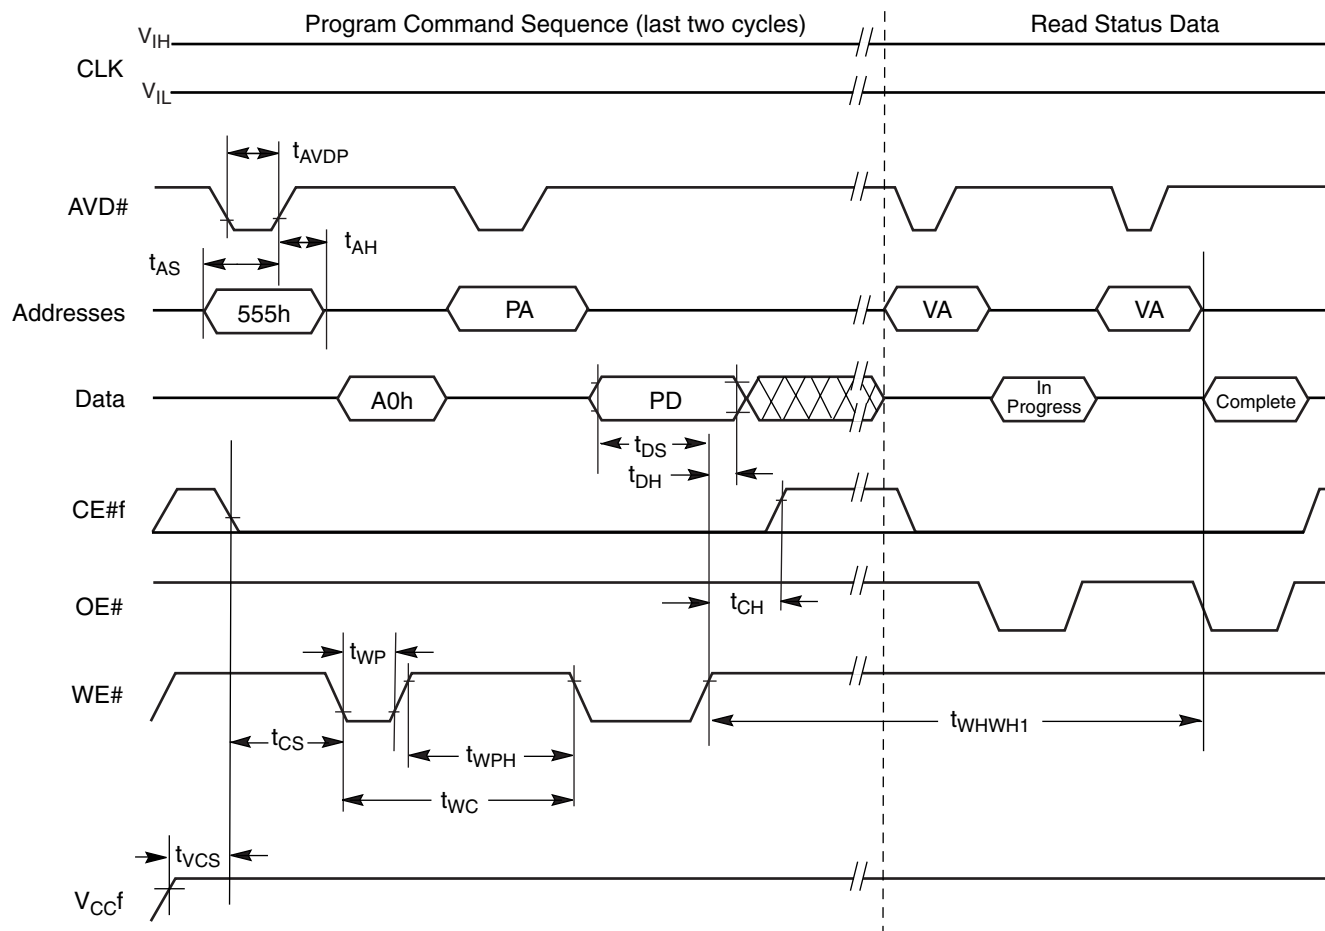 Program Command Sequence (last two cycles)
Read Status Data
VIH
CLK
VIL
tAVDP
AVD#
tAH
tAS
Addresses
555h
PA
VA
VA
Data
A0h
PD
In
Progress
Complete
tDS
tDH
CE#f
OE#
tCH
tWP
WE#
tWHWH1
tCS
tWPH
tWC
tVCS
VCCf